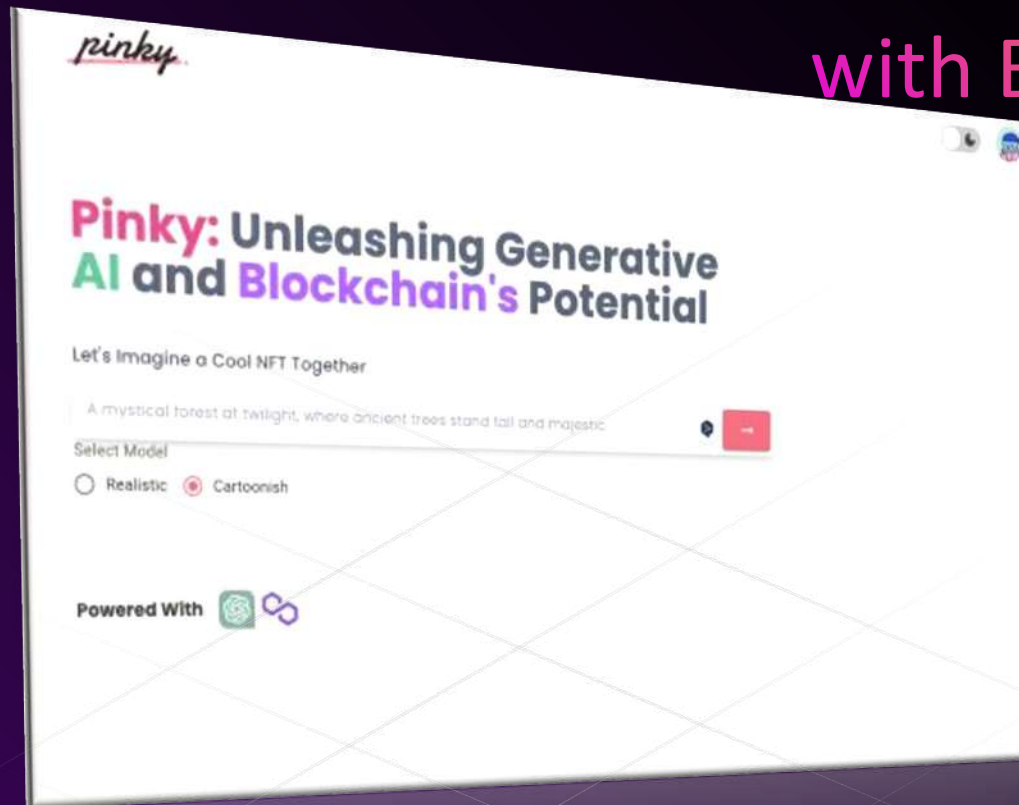 pinky.
with
Pinky: Unleashing Generative
AI and Blockchain's Potential
Let's Imagine a Cool NFT Together
A mystical forest at twilight, where ancient trees stand tall and majestic
Select Model
Realistic Cartoonish
Powered With